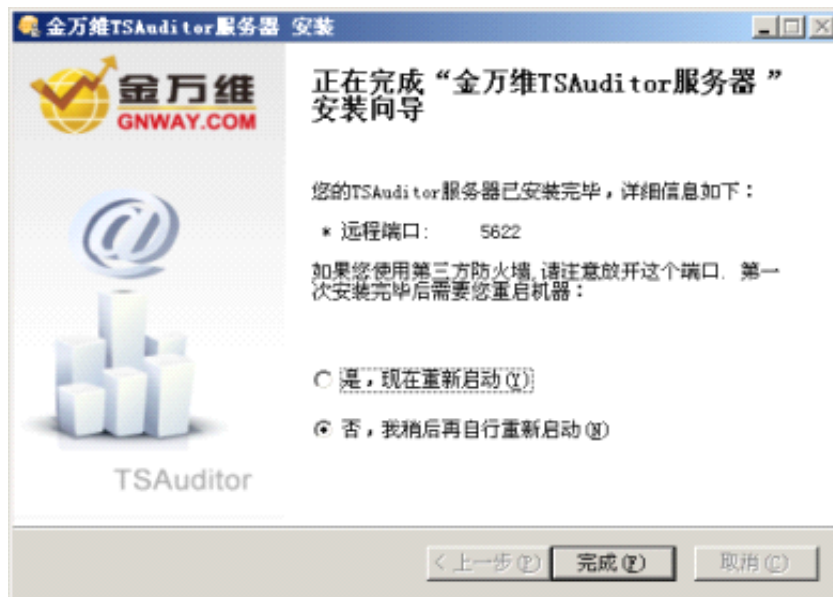 金万维TSAuditor服务器 安装
金万维
GNWAY.COM
正在完成“金万维TSAuditor服务器 ”
安装向导
您的TSAuditor服务器已安装完毕，详细信息如下：
* 远程端口： 5622
如果您使用第三方防火墙,请注意放开这个端口. 第一
次安装完毕后需要您重启机器：
是，现在重新启动(Y)
否，我稍后再自行重新启动(N)
TSAuditor
< 上一步(P)
完成(F)
取消(C)